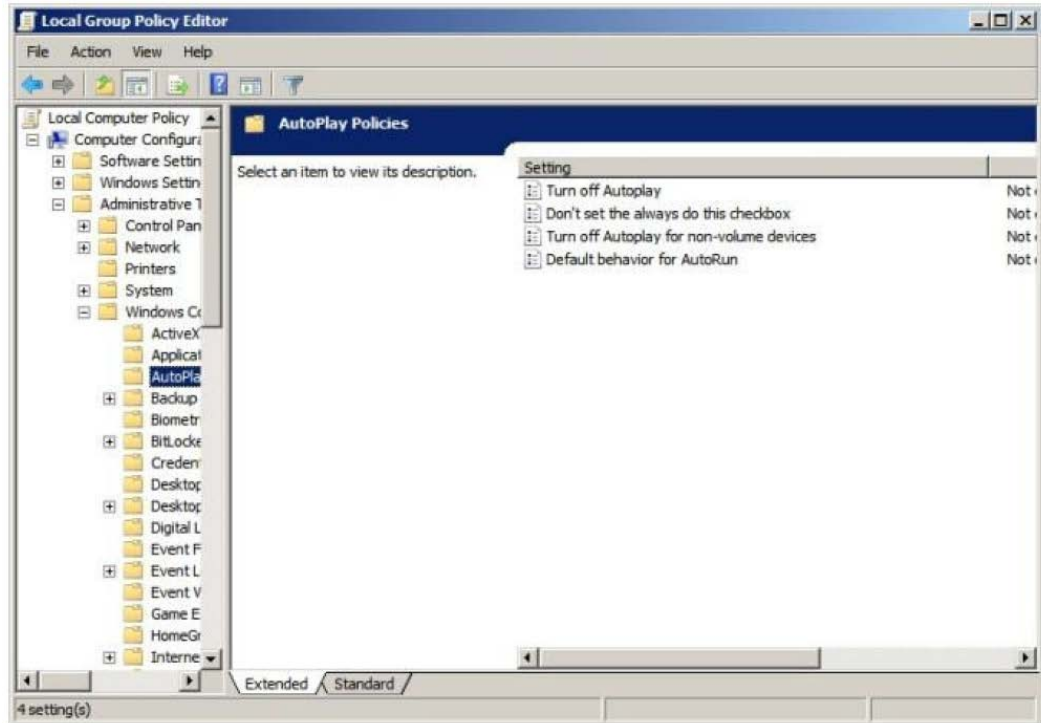 Local Group Policy Editor
File Action View Help
Local Computer Policy
Computer Configura
Software Settin
Windows Settin
Administrative T
Control Pan
Network
Printers
System
Windows Co
ActiveX
Applicat
AutoPla
Backup
Biometr
BitLocke
Creden
Desktop
Desktop
Digital L
Event F
Event L
Event V
Game E
HomeGr
Interne
AutoPlay Policies
Select an item to view its description.
Setting
Turn off Autoplay Not
Don't set the always do this checkbox Not
Turn off Autoplay for non-volume devices Not
Default behavior for AutoRun Not
Extended Standard
4 setting(s)